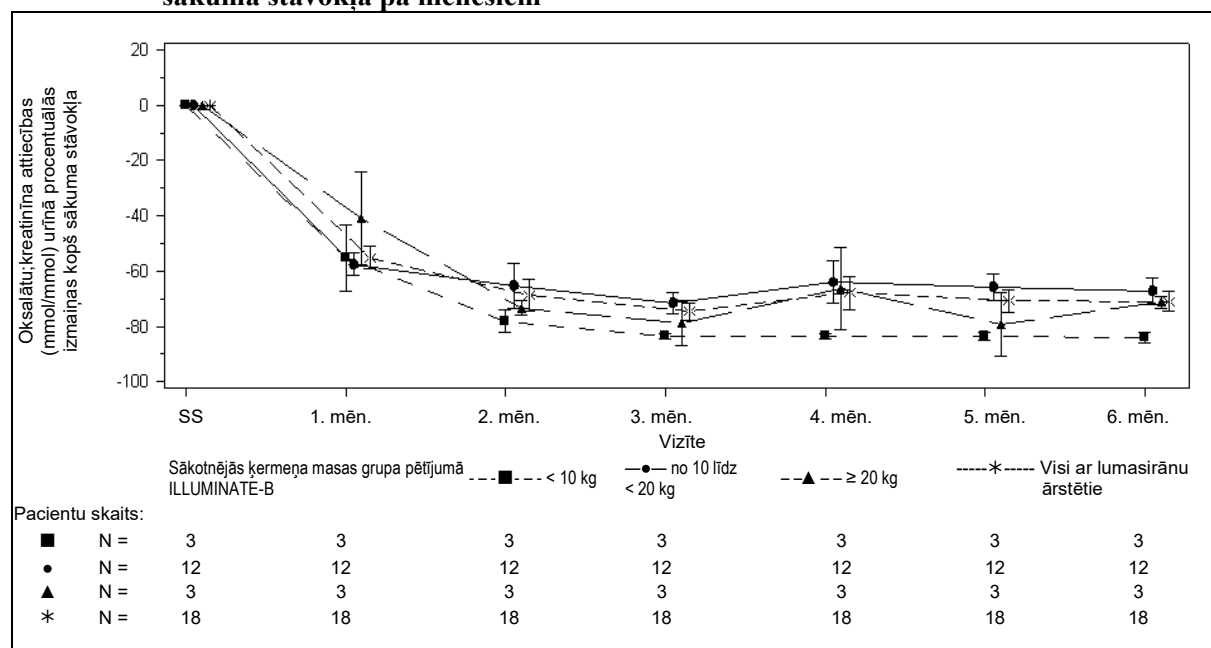 sākuma stāvokļa pa mēnešiem
Oksalātu;kreatinīna attiecības
(mmol/mmol) urīnā procentuālās
izmaiņas kopš sākuma stāvokļa
20
0
-20
-40
-60
-80
-100
SS 1. mēn. 2. mēn. 3. mēn. 4. mēn. 5. mēn. 6. mēn.
Vizīte
Sākotnējās ķermeņa masas grupa pētījumā
ILLUMINATE-B
< 10 kg
no 10 līdz
< 20 kg
≥ 20 kg
Visi ar lumasirānu
ārstētie
Pacientu skaits:
N = 3 3 3 3 3 3 3
N = 12 12 12 12 12 12 12
N = 3 3 3 3 3 3 3
N = 18 18 18 18 18 18 18